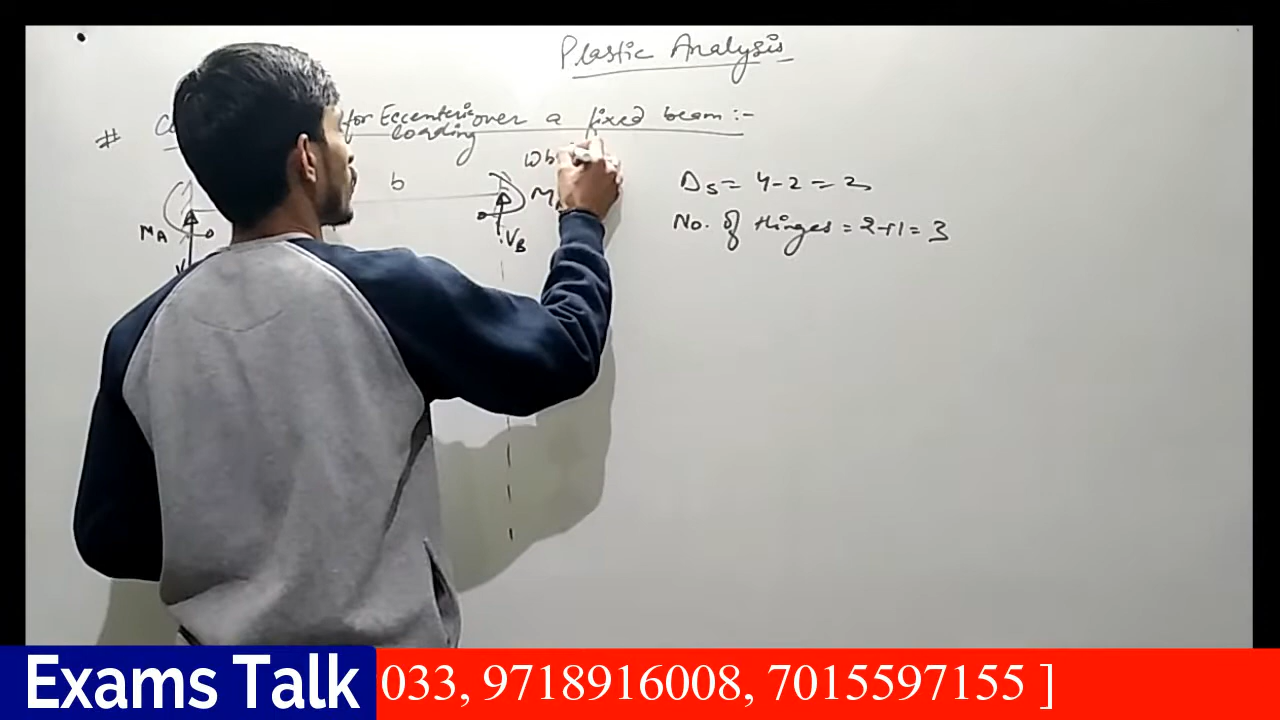 Plastic Analysis
# for Eccentric over a fixed beam :-
loading
b
MA
VB
Ds = 4-2 = 2
No. of Hinges = 2+1 = 3
Exams Talk
033, 9718916008, 7015597155 ]